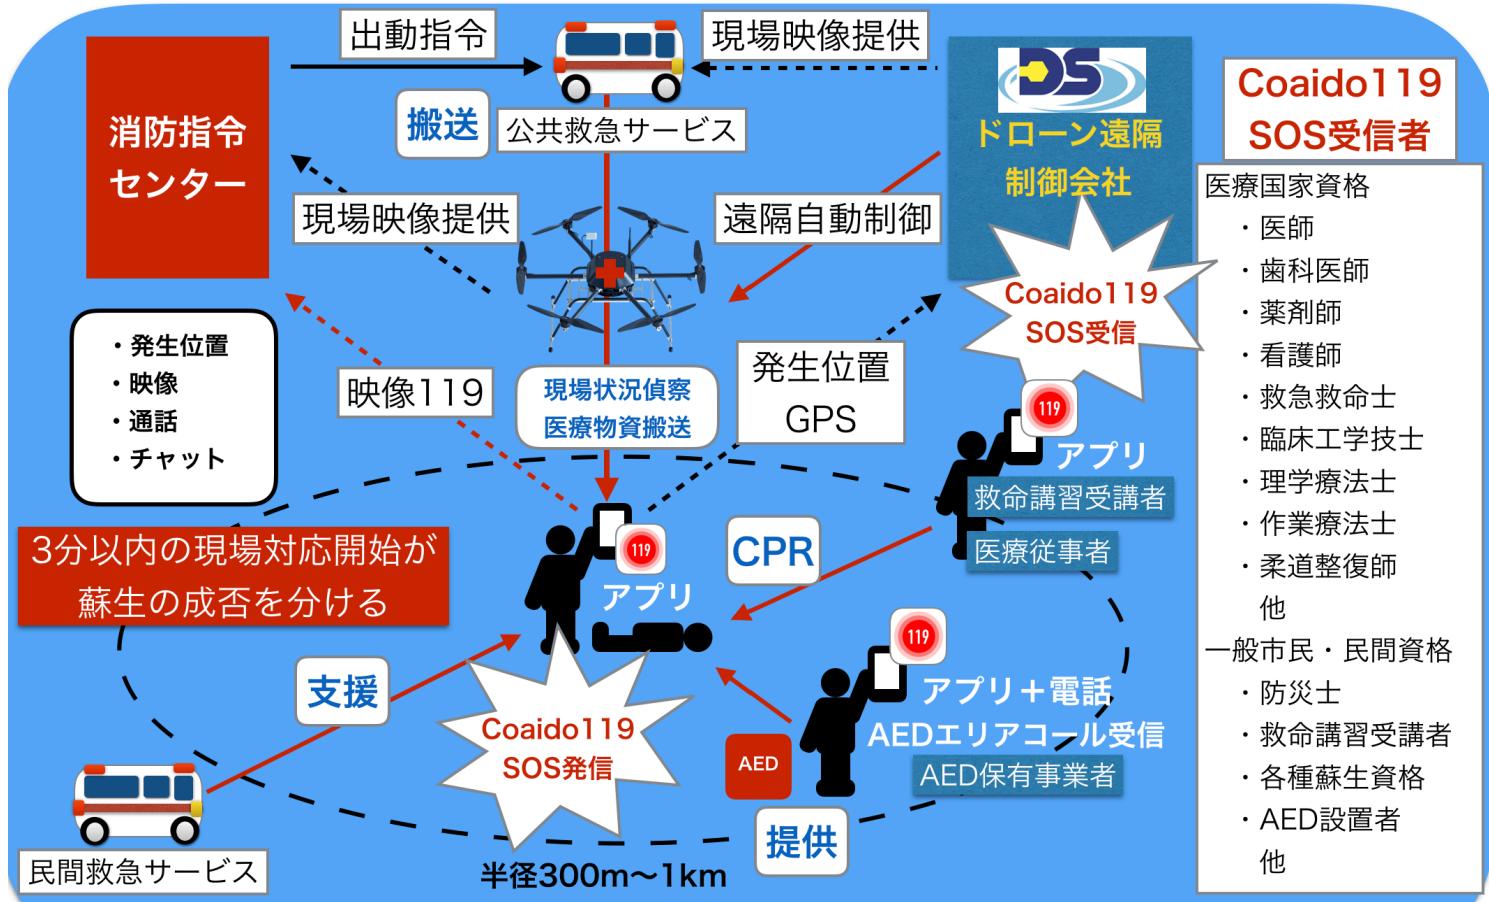 出動指令
現場映像提供
DS
ドローン遠隔
制御会社
Coaido119
SOS受信者
消防指令
センター
搬送
公共救急サービス
現場映像提供
遠隔自動制御
Coaido119
SOS受信
・発生位置
・映像
・通話
・チャット
映像119
現場状況偵察
医療物資搬送
発生位置
GPS
119
アプリ
救命講習受講者
医療従事者
3分以内の現場対応開始が
蘇生の成否を分ける
119
アプリ
CPR
支援
Coaido119
SOS発信
119
アプリ＋電話
AEDエリアコール受信
AED保有事業者
AED
提供
民間救急サービス
半径300m〜1km
医療国家資格
・医師
・歯科医師
・薬剤師
・看護師
・救急救命士
・臨床工学技士
・理学療法士
・作業療法士
・柔道整復師
他
一般市民・民間資格
・防災士
・救命講習受講者
・各種蘇生資格
・AED設置者
他